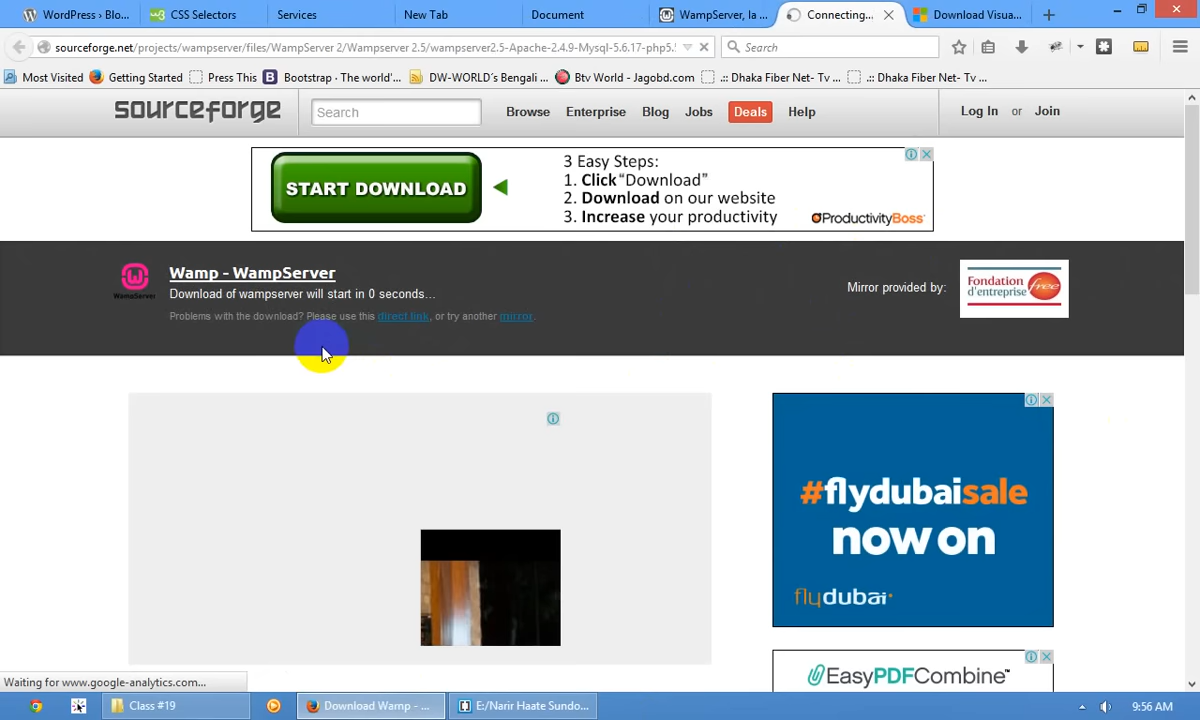 WordPress › Blo...
CSS Selectors
Services
New Tab
Document
WampServer, la ...
Connecting...
Download Visua...
sourceforge.net/projects/wampserver/files/WampServer 2/Wampserver 2.5/wampserver2.5-Apache-2.4.9-Mysql-5.6.17-php5.5
Search
Most Visited
Getting Started
Press This
Bootstrap · The world'...
DW-WORLD´s Bengali ...
Btv World - Jagobd.com
.:: Dhaka Fiber Net- Tv ...
.:: Dhaka Fiber Net- Tv ...
sourceforge
Search
Browse
Enterprise
Blog
Jobs
Deals
Help
Log In or Join
START DOWNLOAD
3 Easy Steps:
1. Click “Download”
2. Download on our website
3. Increase your productivity
ProductivityBoss™
WampServer
Wamp - WampServer
Download of wampserver will start in 0 seconds...
Problems with the download? Please use this direct link, or try another mirror.
Mirror provided by:
Fondation
d'entreprise free
#flydubaisale
now on
flydubai
EasyPDFCombine™
Waiting for www.google-analytics.com...
Class #19
Download Wamp - ...
E:/Narir Haate Sundo...
9:56 AM